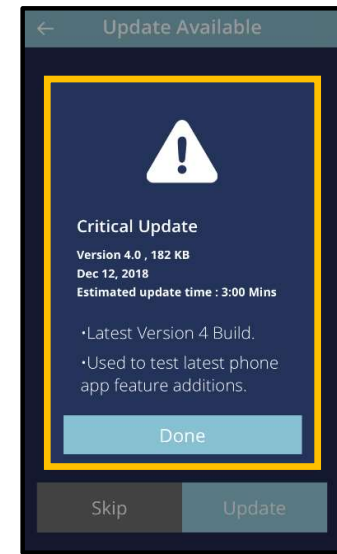 ← Update Available
Critical Update
Version 4.0 , 182 KB
Dec 12, 2018
Estimated update time : 3:00 Mins
•Latest Version 4 Build.
•Used to test latest phone
app feature additions.
Done
Skip Update